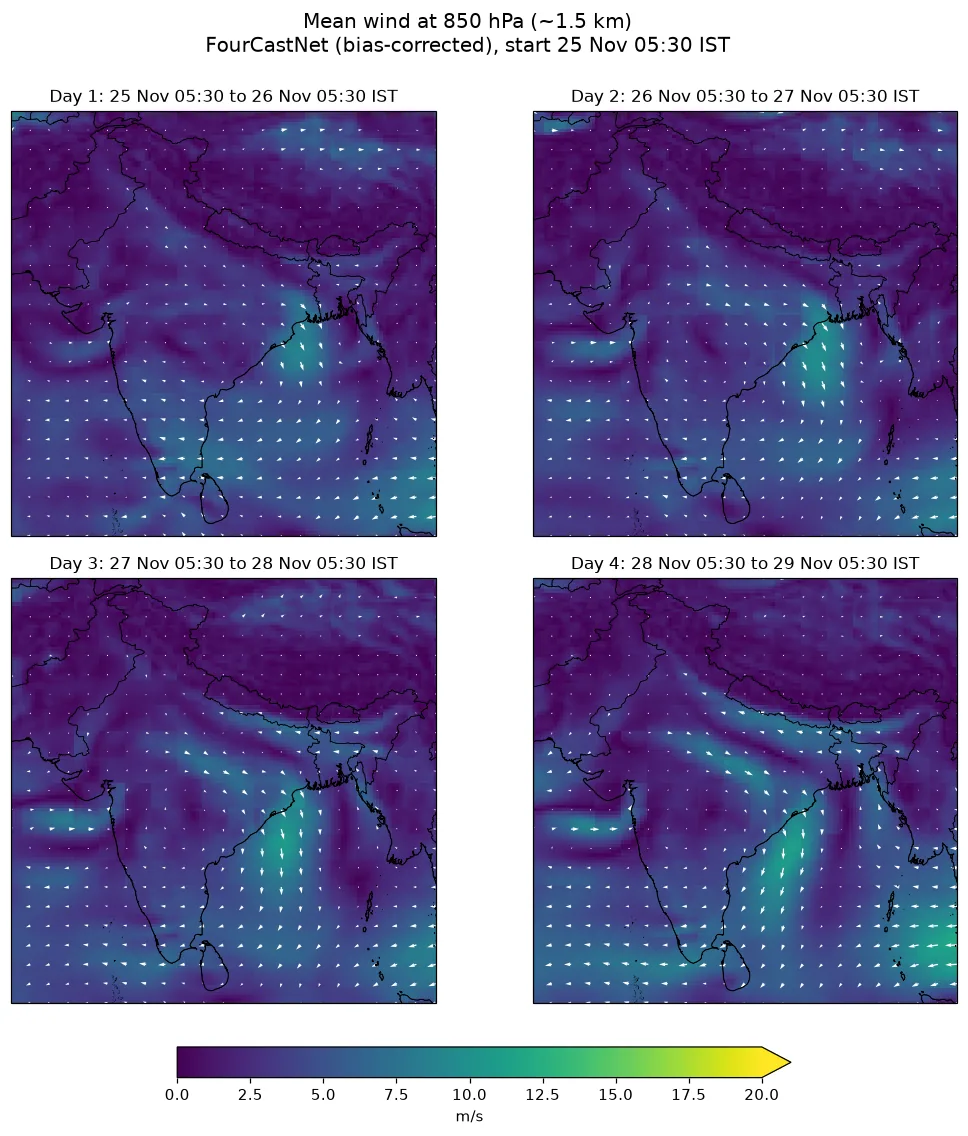 Mean wind at 850 hPa (~1.5 km)
FourCastNet (bias-corrected), start 25 Nov 05:30 IST
Day 1: 25 Nov 05:30 to 26 Nov 05:30 IST
Day 2: 26 Nov 05:30 to 27 Nov 05:30 IST
Day 3: 27 Nov 05:30 to 28 Nov 05:30 IST
Day 4: 28 Nov 05:30 to 29 Nov 05:30 IST
0.0 2.5 5.0 7.5 10.0 12.5 15.0 17.5 20.0
m/s